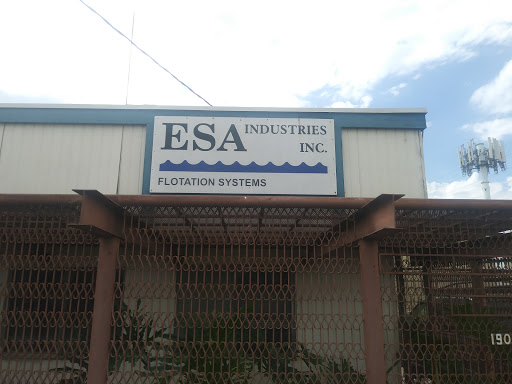 ESA INDUSTRIES
INC.
FLOTATION SYSTEMS
190